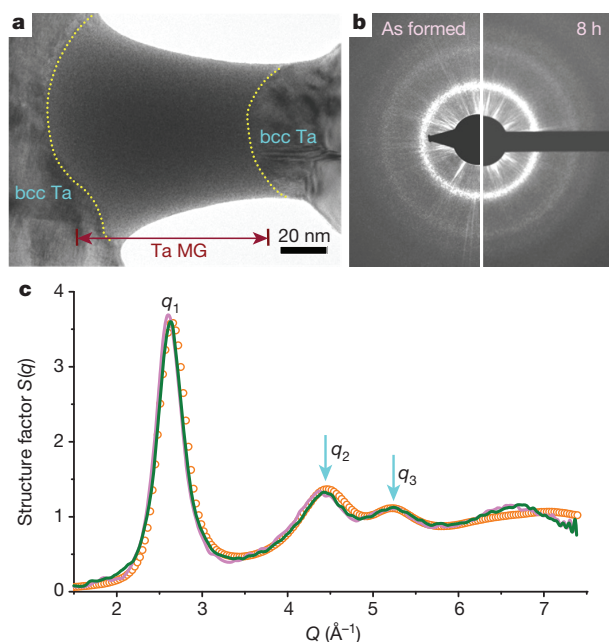 a
bcc Ta
bcc Ta
Ta MG
20 nm
b
As formed
8 h
c
Structure factor S(q)
4
3
2
1
0
q₁
q₂
q₃
2
3
4
5
6
7
Q (Å⁻¹)